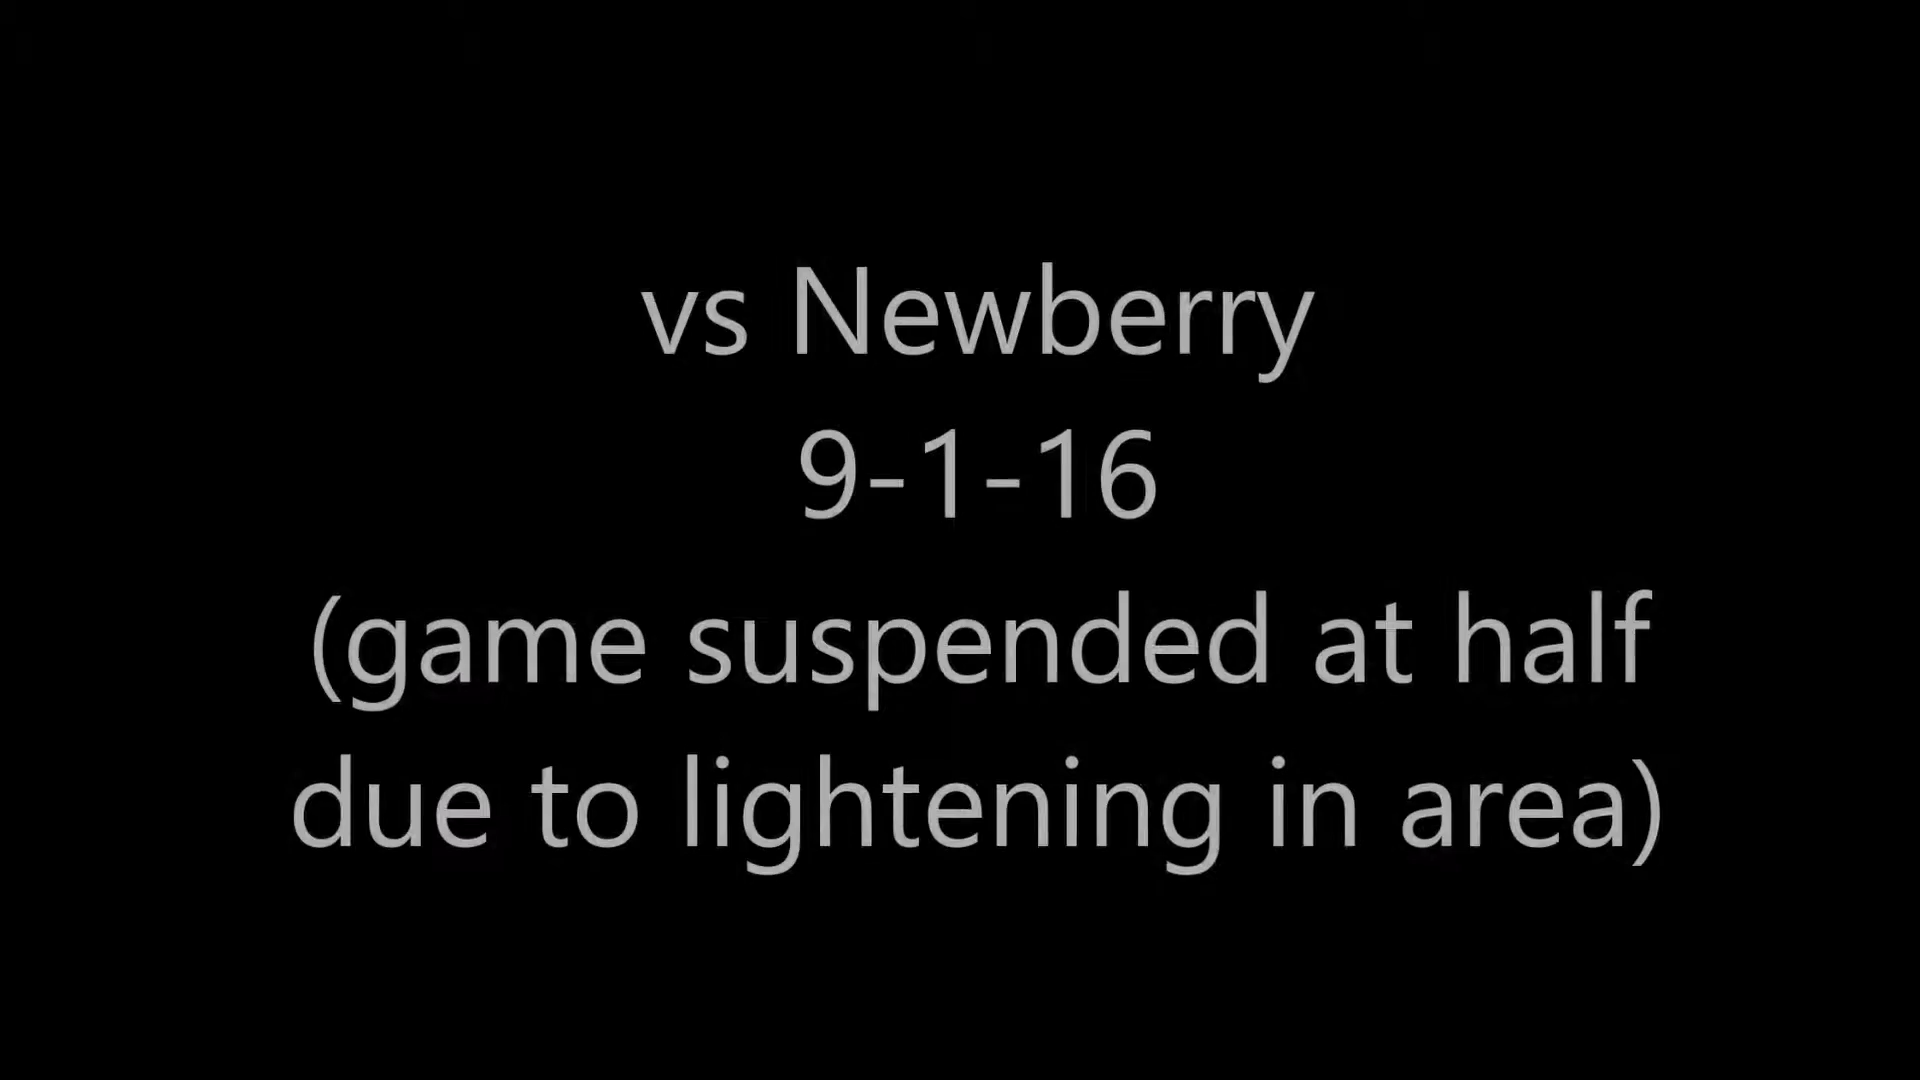 vs Newberry
9-1-16
(game suspended at half
due to lightening in area)